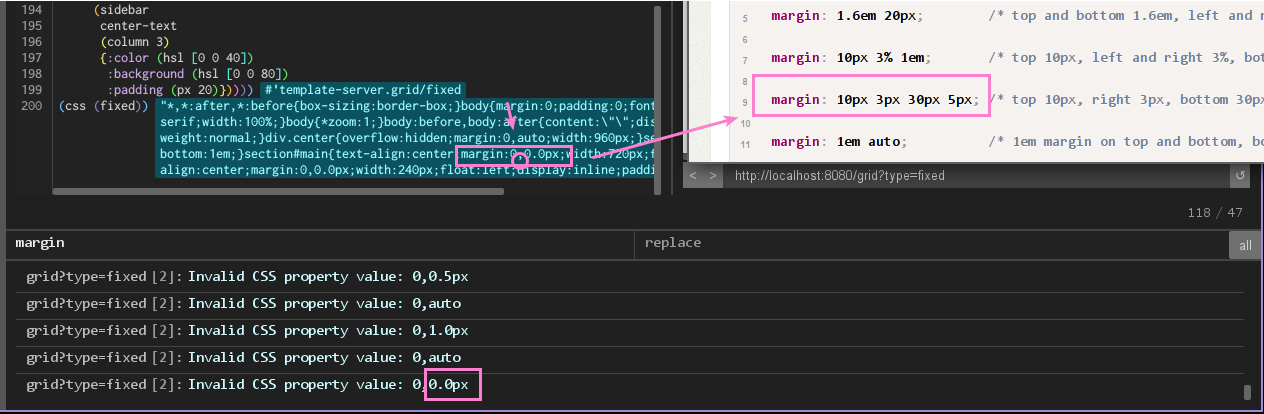 194 (sidebar
195 center-text
196 (column 3)
197 {:color (hsl [0 0 40])
198 :background (hsl [0 0 80])
199 :padding (px 20)}))))) #'template-server.grid/fixed
200 (css (fixed)) "*,*:after,*:before{box-sizing:border-box;}body{margin:0;padding:0;font
serif;width:100%;}body{*zoom:1;}body:before,body:after{content:\"\";dis
weight:normal;}div.center{overflow:hidden;margin:0,auto;width:960px;}se
bottom:1em;}section#main{text-align:center;margin:0,0.0px;width:720px;f
align:center;margin:0,0.0px;width:240px;float:left;display:inline;paddi
5 margin: 1.6em 20px; /* top and bottom 1.6em, left and r
6
7 margin: 10px 3% 1em; /* top 10px, left and right 3%, bot
8
9 margin: 10px 3px 30px 5px; /* top 10px, right 3px, bottom 30px
10
11 margin: 1em auto; /* 1em margin on top and bottom, b
< > http://localhost:8080/grid?type=fixed ↺
118 / 47
margin replace all
grid?type=fixed [2]: Invalid CSS property value: 0,0.5px
grid?type=fixed [2]: Invalid CSS property value: 0,auto
grid?type=fixed [2]: Invalid CSS property value: 0,1.0px
grid?type=fixed [2]: Invalid CSS property value: 0,auto
grid?type=fixed [2]: Invalid CSS property value: 0,0.0px